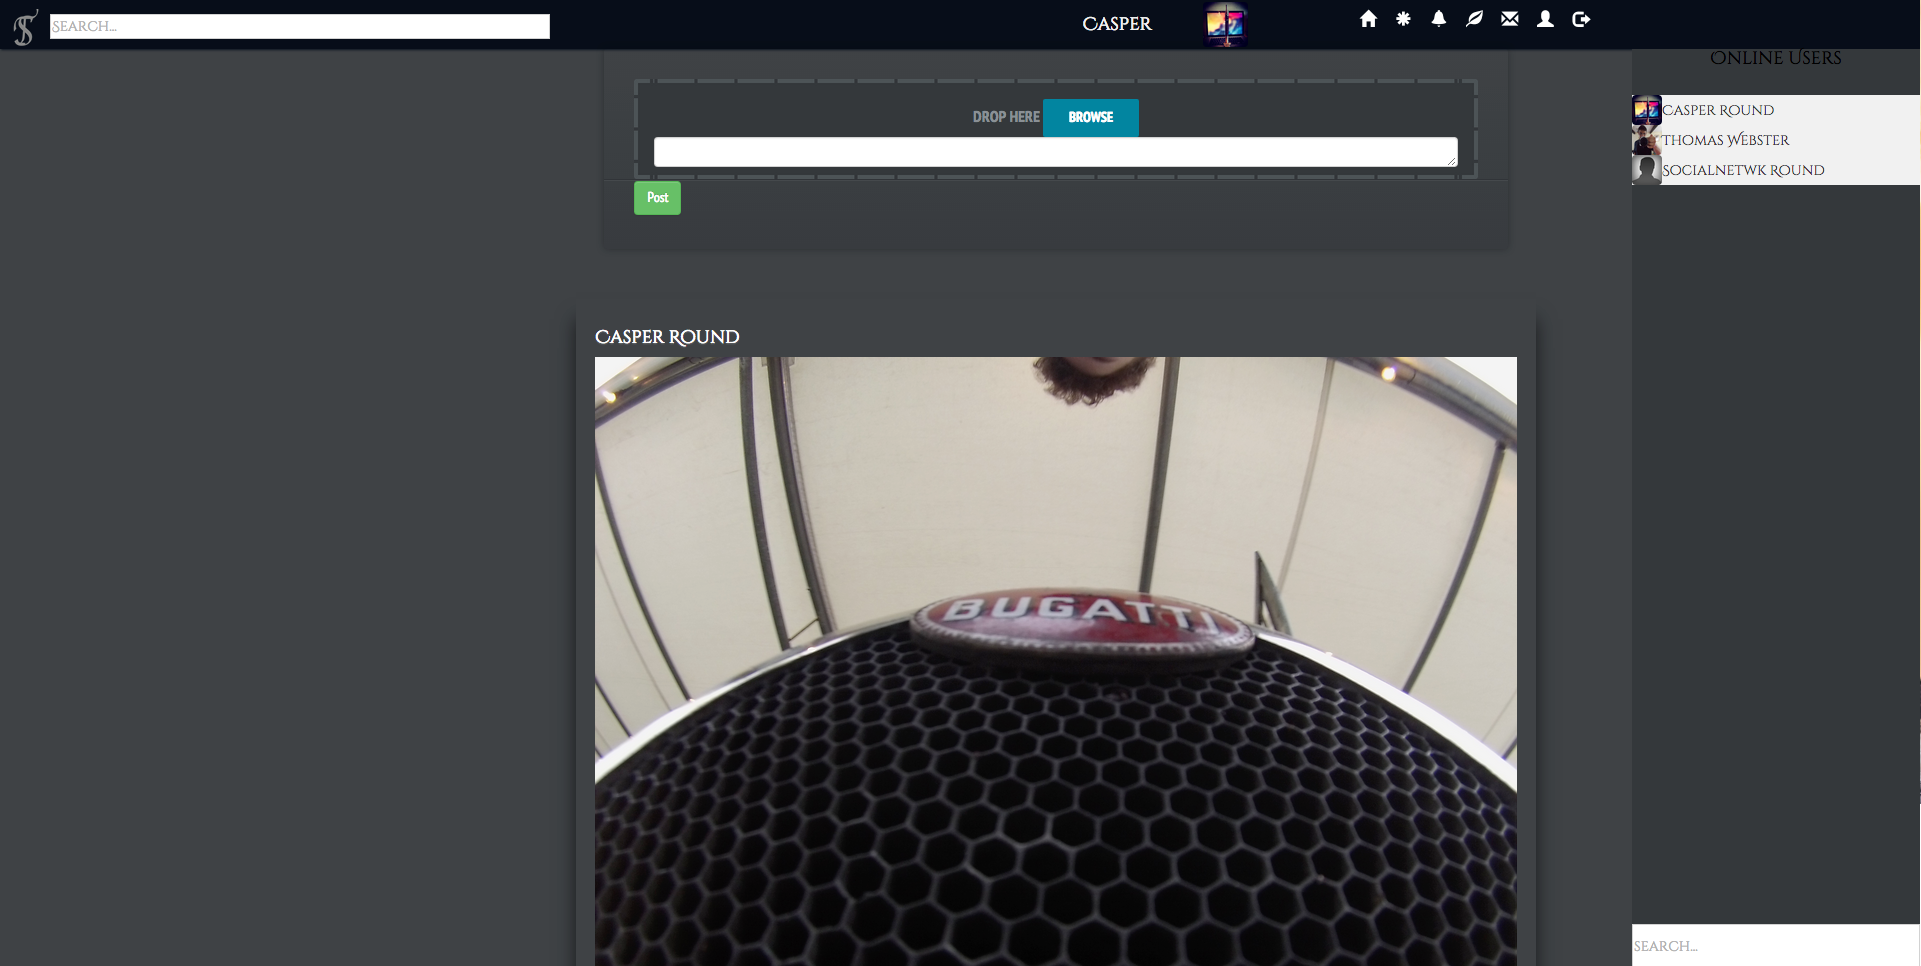 Search...
Casper
Online Users
Casper Round
Thomas Webster
Socialnetwk Round
DROP HERE BROWSE
Post
Casper Round
BUGATTI
Search...